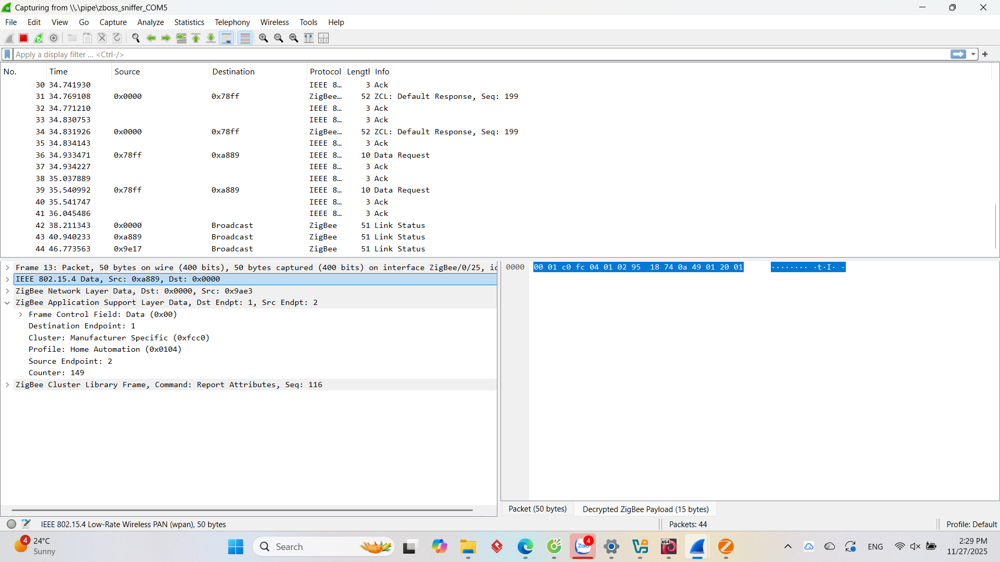 Capturing from \\.\pipe\zboss_sniffer_COM5
File Edit View Go Capture Analyze Statistics Telephony Wireless Tools Help
Apply a display filter ... <Ctrl-/>
No. Time Source Destination Protocol Length Info
30 34.741930 IEEE 8… 3 Ack
31 34.769108 0x0000 0x78ff ZigBee… 52 ZCL: Default Response, Seq: 199
32 34.771210 IEEE 8… 3 Ack
33 34.830753 IEEE 8… 3 Ack
34 34.831926 0x0000 0x78ff ZigBee… 52 ZCL: Default Response, Seq: 199
35 34.834143 IEEE 8… 3 Ack
36 34.933471 0x78ff 0xa889 IEEE 8… 10 Data Request
37 34.934227 IEEE 8… 3 Ack
38 35.037889 IEEE 8… 3 Ack
39 35.540992 0x78ff 0xa889 IEEE 8… 10 Data Request
40 35.541747 IEEE 8… 3 Ack
41 36.045486 IEEE 8… 3 Ack
42 38.211343 0x0000 Broadcast ZigBee 51 Link Status
43 40.940233 0xa889 Broadcast ZigBee 51 Link Status
44 46.773563 0x9e17 Broadcast ZigBee 51 Link Status
Frame 13: Packet, 50 bytes on wire (400 bits), 50 bytes captured (400 bits) on interface ZigBee/0/25, id
IEEE 802.15.4 Data, Src: 0xa889, Dst: 0x0000
ZigBee Network Layer Data, Dst: 0x0000, Src: 0x9ae3
ZigBee Application Support Layer Data, Dst Endpt: 1, Src Endpt: 2
Frame Control Field: Data (0x00)
Destination Endpoint: 1
Cluster: Manufacturer Specific (0xfcc0)
Profile: Home Automation (0x0104)
Source Endpoint: 2
Counter: 149
ZigBee Cluster Library Frame, Command: Report Attributes, Seq: 116
0000 00 01 c0 fc 04 01 02 95 18 74 0a 49 01 20 01 ········ ·t·I· ·
Packet (50 bytes) Decrypted ZigBee Payload (15 bytes)
IEEE 802.15.4 Low-Rate Wireless PAN (wpan), 50 bytes Packets: 44 Profile: Default
4 24°C
Sunny
Search
Zalo 4
x64
ENG
2:29 PM
11/27/2025